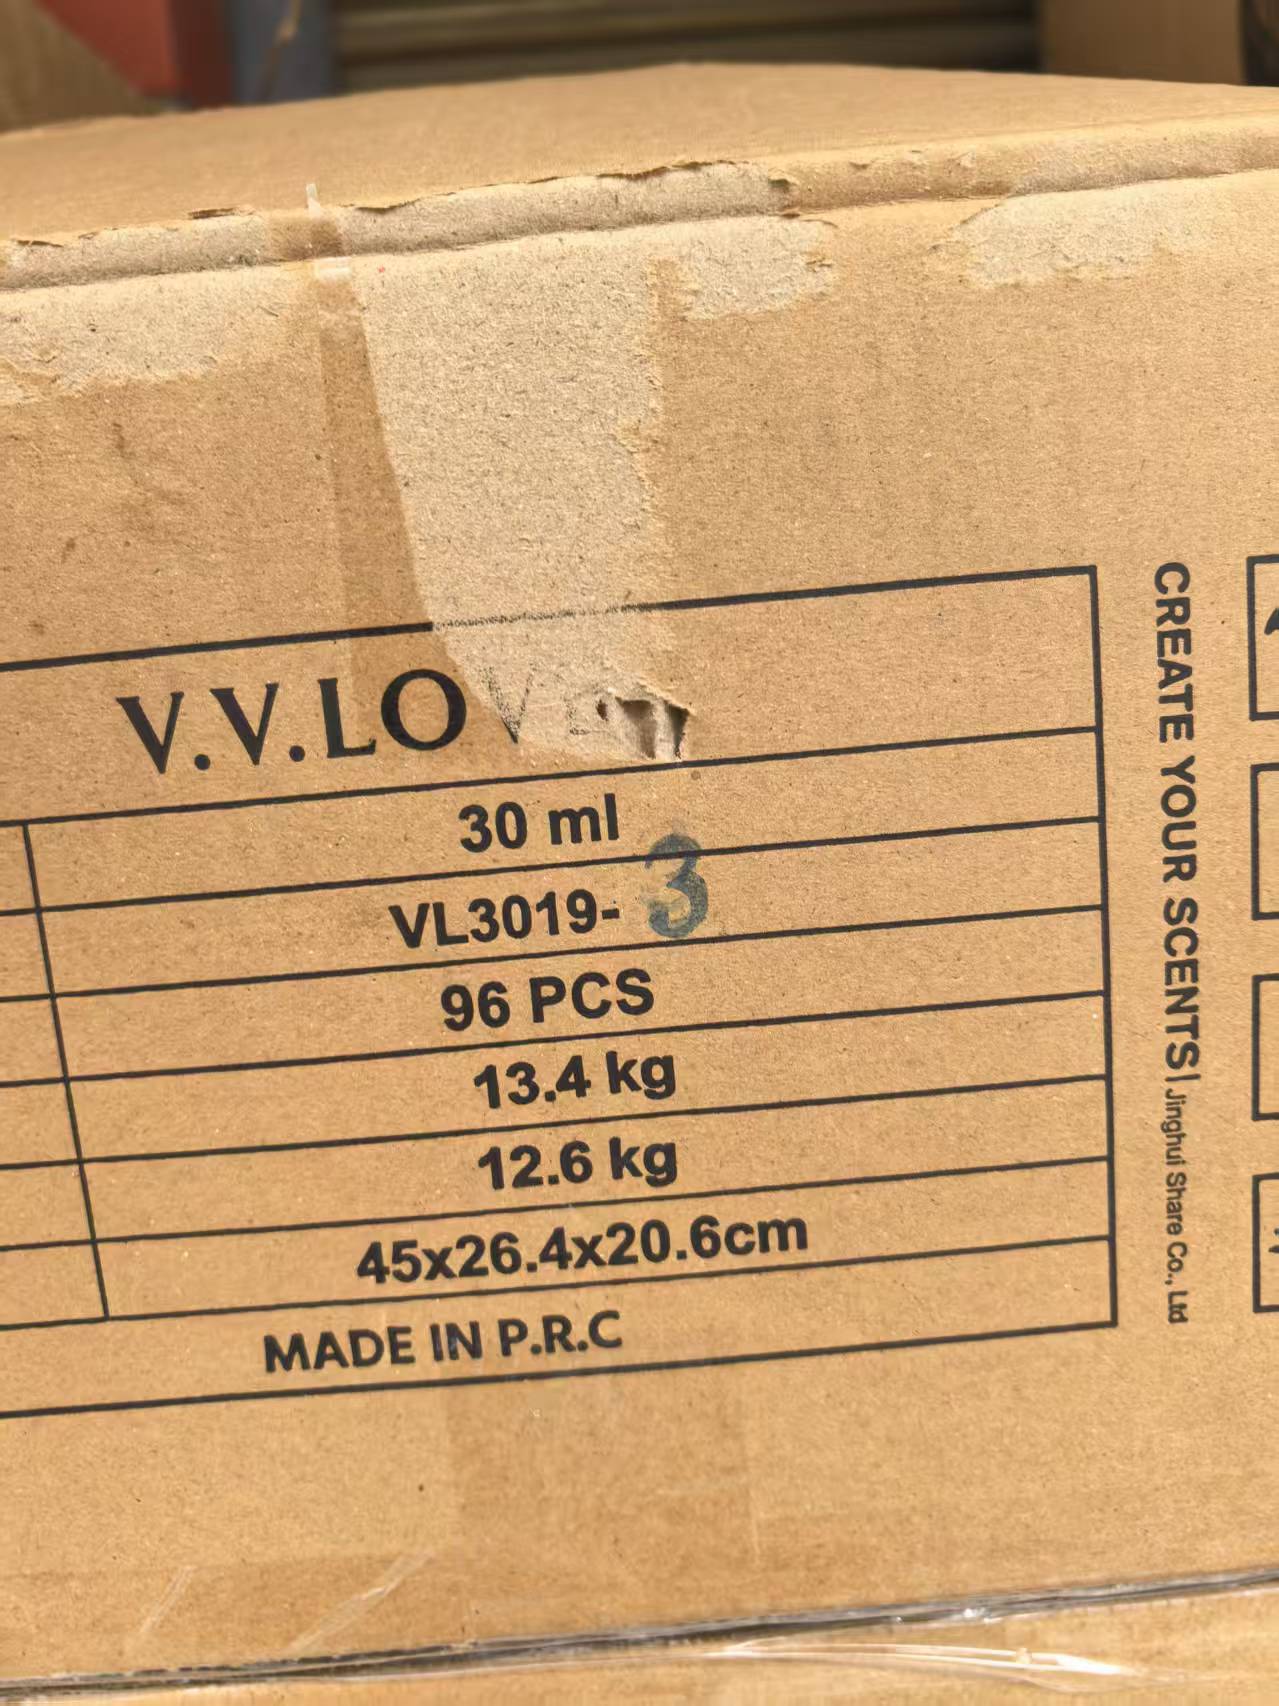 V.V.LOVE
30 ml
VL3019- 3
96 PCS
13.4 kg
12.6 kg
45x26.4x20.6cm
MADE IN P.R.C
CREATE YOUR SCENTS| Jinghui Share Co., Ltd